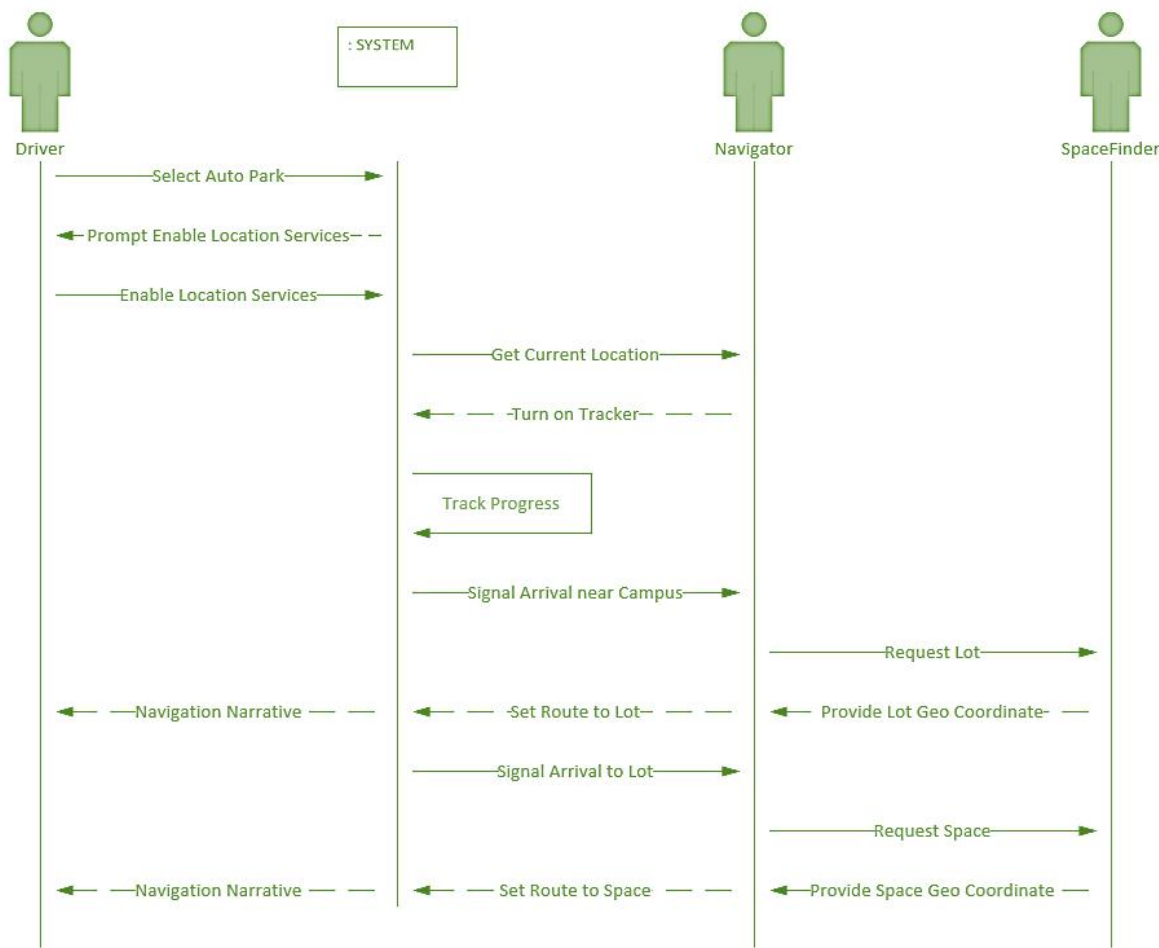 : SYSTEM
Driver
Navigator
SpaceFinder
Select Auto Park
Prompt Enable Location Services
Enable Location Services
Get Current Location
Turn on Tracker
Track Progress
Signal Arrival near Campus
Request Lot
Navigation Narrative
Set Route to Lot
Provide Lot Geo Coordinate
Signal Arrival to Lot
Request Space
Navigation Narrative
Set Route to Space
Provide Space Geo Coordinate